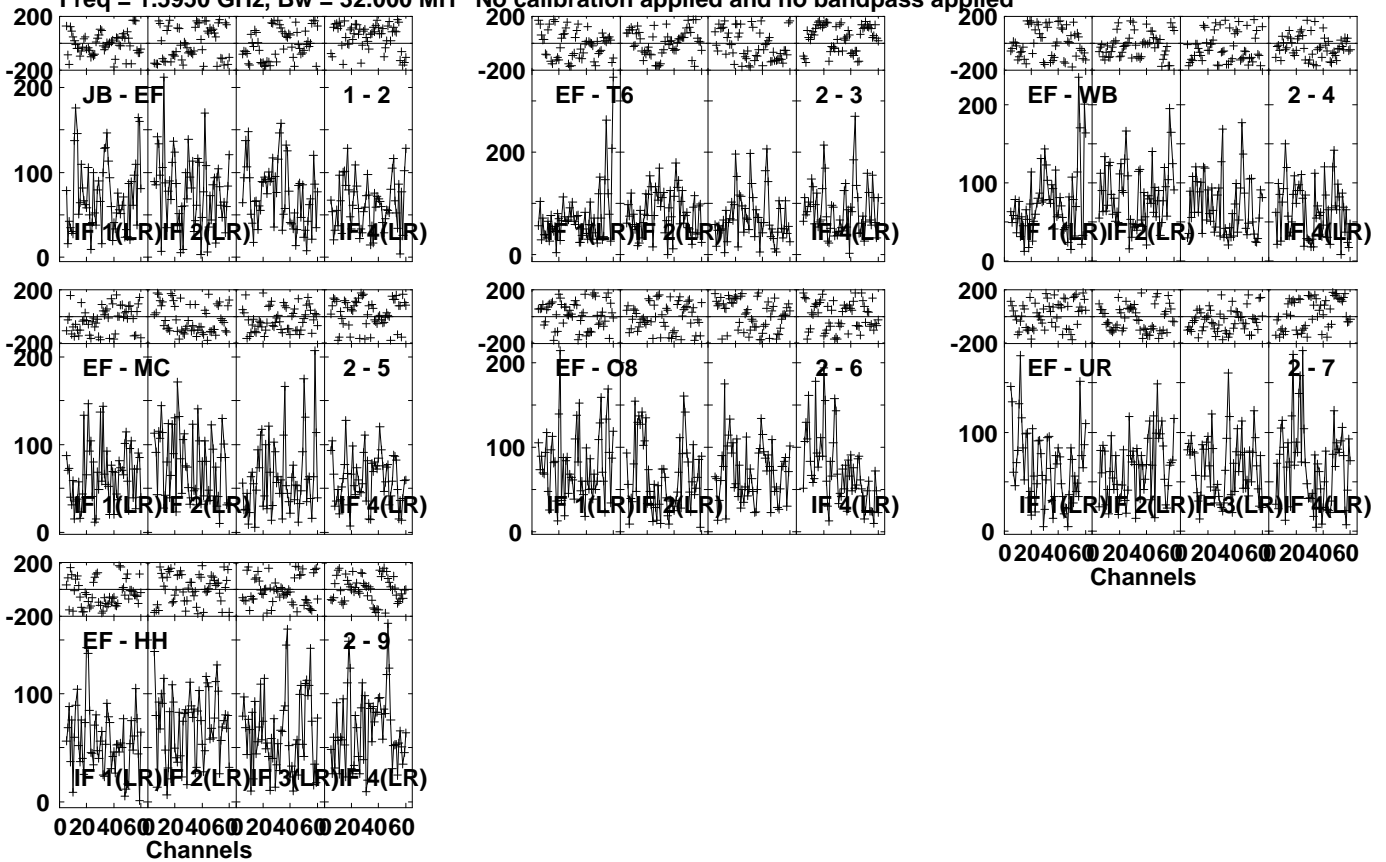 Freq = 1.5950 GHz, Bw = 32.000 MH No calibration applied and no bandpass applied
200
-200
JB - EF 1 - 2
200
100
0
IF 1(LR) IF 2(LR) IF 4(LR)
EF - T6 2 - 3
200
0
IF 1(LR) IF 2(LR) IF 4(LR)
200
-200
EF - WB 2 - 4
200
100
0
IF 1(LR) IF 2(LR) IF 4(LR)
200
-200
EF - MC 2 - 5
200
100
0
IF 1(LR) IF 2(LR) IF 4(LR)
EF - O8 2 - 6
200
100
0
IF 1(LR) IF 2(LR) IF 4(LR)
200
-200
EF - UR 2 - 7
100
0
IF 1(LR) IF 2(LR) IF 3(LR) IF 4(LR)
0 20 40 60 0 20 40 60 0 20 40 60 0 20 40 60
Channels
200
-200
EF - HH 2 - 9
100
0
IF 1(LR) IF 2(LR) IF 3(LR) IF 4(LR)
0 20 40 60 0 20 40 60 0 20 40 60 0 20 40 60
Channels